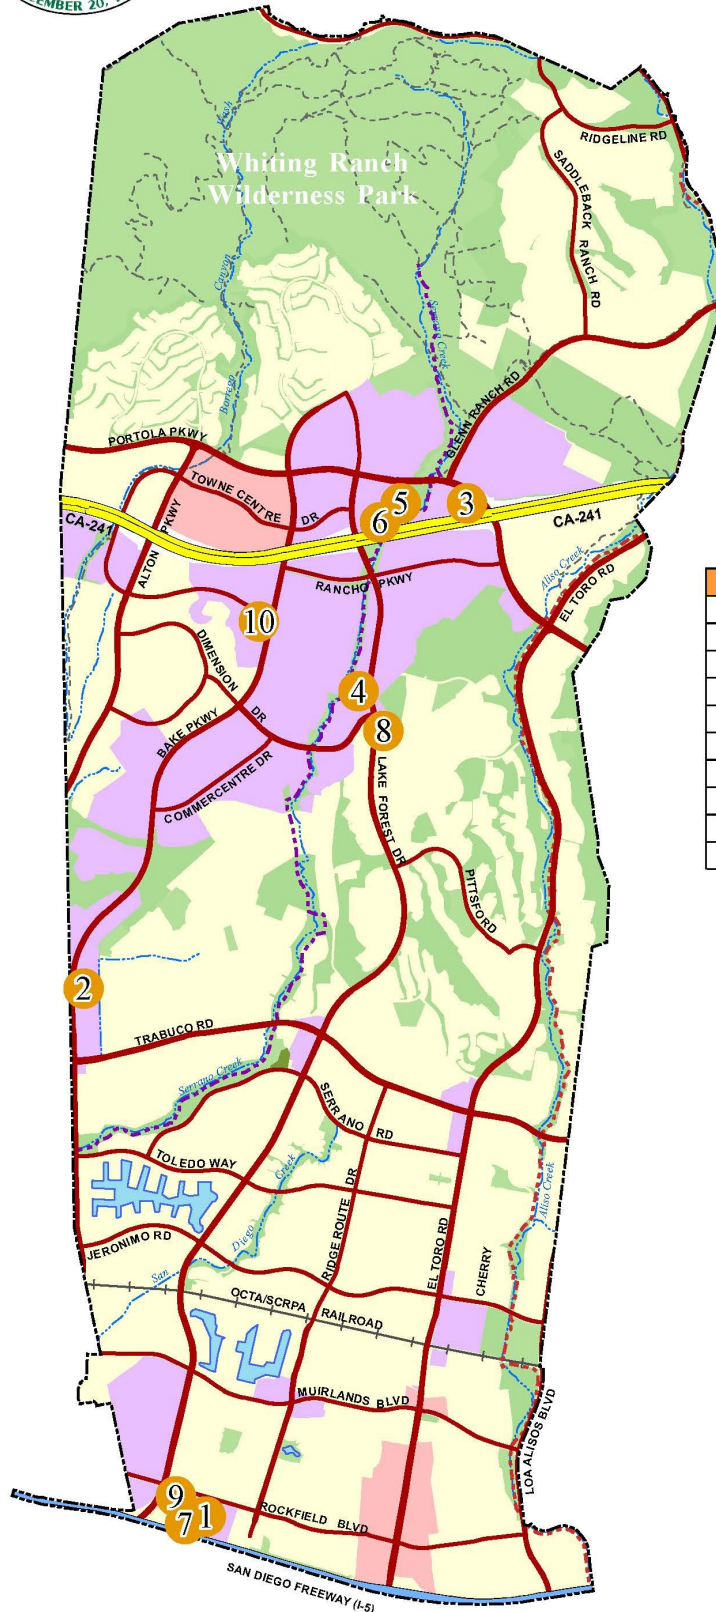 EMBER 20, 
Whiting Ranch
Wilderness Park
RIDGELINE RD
SADDLEBACK RANCH RD
Canyon
Borrego
Serrano Creek
GLENN RANCH RD
PORTOLA PKWY
TOWNE CENTRE DR
5
3
6
CA-241
CA-241
ALTON PKWY
RANCHO PKWY
Aliso Creek
EL TORO RD
10
DIMENSION DR
4
8
BAKE PKWY
COMMERCENTRE DR
LAKE FOREST DR
PITTSFORD
2
TRABUCO RD
Serrano Creek
SERRANO RD
TOLEDO WAY
San Diego Creek
RIDGE ROUTE DR
Aliso Creek
JERONIMO RD
EL TORO RD
CHERRY
OCTA/SCRPA RAILROAD
MUIRLANDS BLVD
LOA ALISOS BLVD
9
1
7
ROCKFIELD BLVD
SAN DIEGO FREEWAY (I-5)